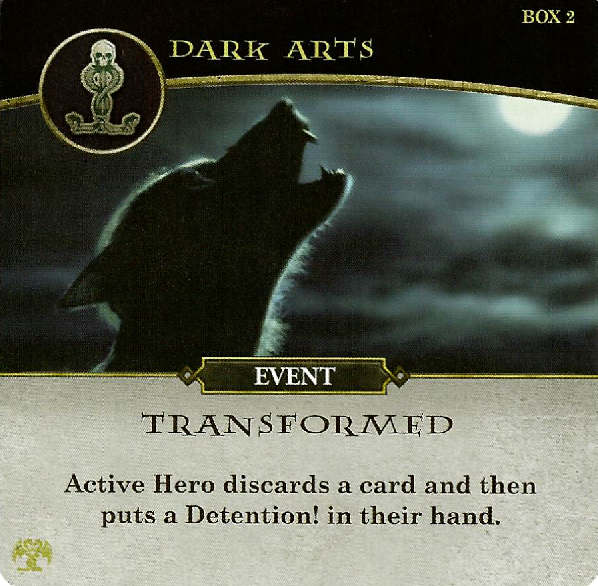 BOX 2
DARK ARTS
EVENT
TRANSFORMED
Active Hero discards a card and then
puts a Detention! in their hand.